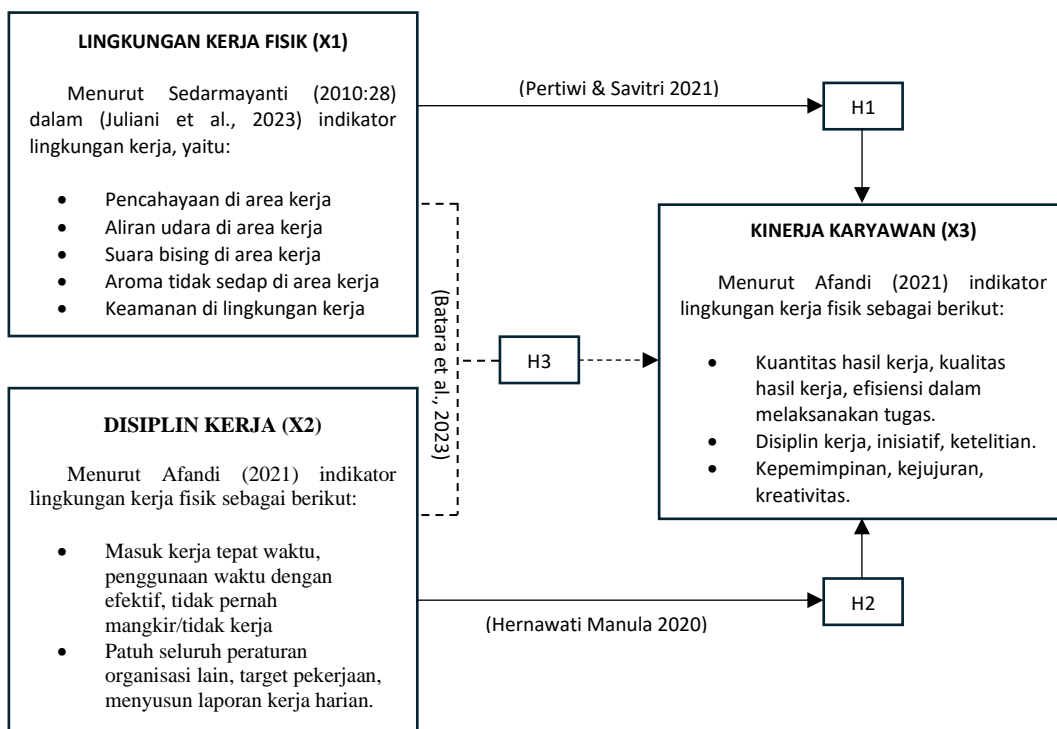 LINGKUNGAN KERJA FISIK (X1)
Menurut Sedarmayanti (2010:28)
dalam (Juliani et al., 2023) indikator
lingkungan kerja, yaitu:
• Pencahayaan di area kerja
• Aliran udara di area kerja
• Suara bising di area kerja
• Aroma tidak sedap di area kerja
• Keamanan di lingkungan kerja
(Pertiwi & Savitri 2021)
H1
(Batara et al., 2023)
H3
KINERJA KARYAWAN (X3)
Menurut Afandi (2021) indikator
lingkungan kerja fisik sebagai berikut:
• Kuantitas hasil kerja, kualitas
hasil kerja, efisiensi dalam
melaksanakan tugas.
• Disiplin kerja, inisiatif, ketelitian.
• Kepemimpinan, kejujuran,
kreativitas.
DISIPLIN KERJA (X2)
Menurut Afandi (2021) indikator
lingkungan kerja fisik sebagai berikut:
• Masuk kerja tepat waktu,
penggunaan waktu dengan
efektif, tidak pernah
mangkir/tidak kerja
• Patuh seluruh peraturan
organisasi lain, target pekerjaan,
menyusun laporan kerja harian.
(Hernawati Manula 2020)
H2